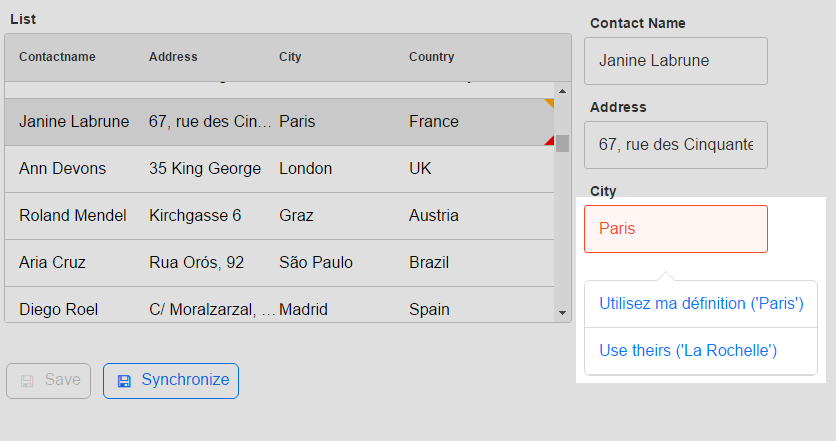 List
Contactname Address City Country
Janine Labrune 67, rue des Cin... Paris France
Ann Devons 35 King George London UK
Roland Mendel Kirchgasse 6 Graz Austria
Aria Cruz Rua Orós, 92 São Paulo Brazil
Diego Roel C/ Moralzarzal, ... Madrid Spain
Save Synchronize
Contact Name
Janine Labrune
Address
67, rue des Cinquante
City
Paris
Utilisez ma définition ('Paris')
Use theirs ('La Rochelle')